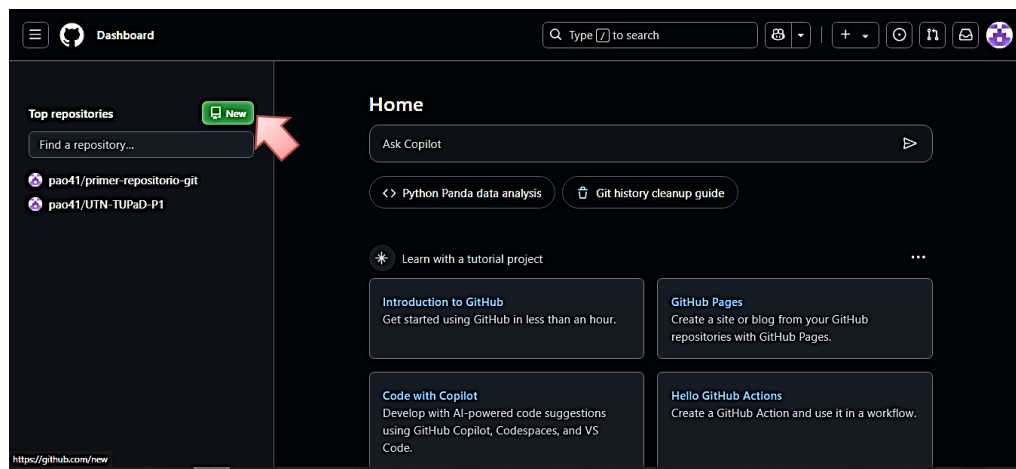 Dashboard
Type / to search
Top repositories
New
Find a repository...
pao41/primer-repositorio-git
pao41/UTN-TUPaD-P1
Home
Ask Copilot
Python Panda data analysis
Git history cleanup guide
Learn with a tutorial project
Introduction to GitHub
Get started using GitHub in less than an hour.
GitHub Pages
Create a site or blog from your GitHub
repositories with GitHub Pages.
Code with Copilot
Develop with AI-powered code suggestions
using GitHub Copilot, Codespaces, and VS
Code.
Hello GitHub Actions
Create a GitHub Action and use it in a workflow.
https://github.com/new